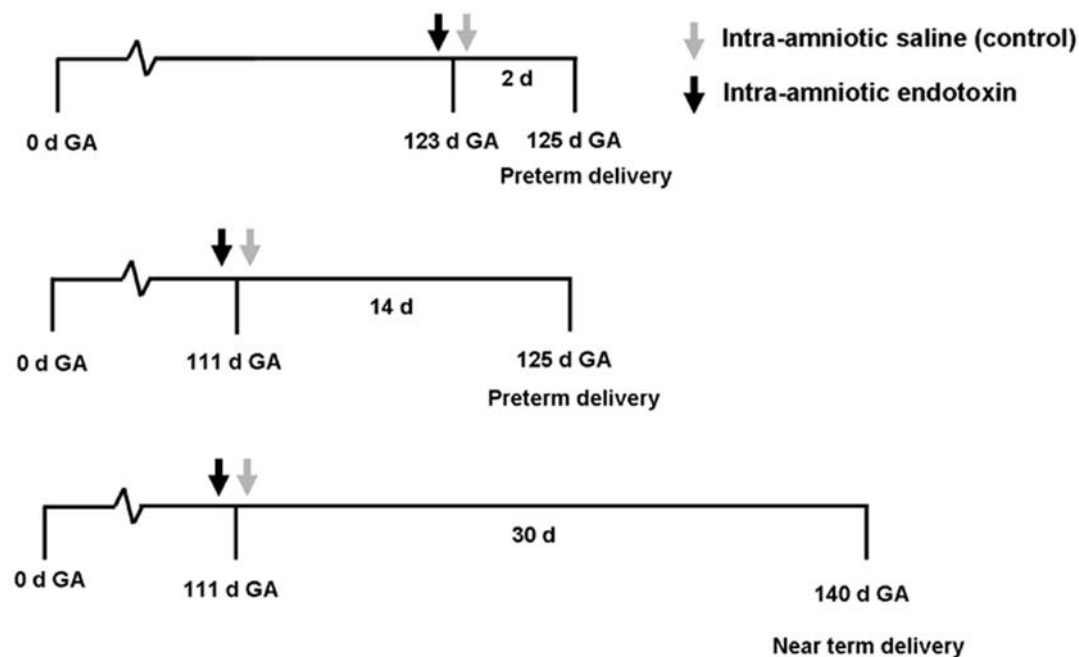 Intra-amniotic saline (control)
Intra-amniotic endotoxin
2 d
0 d GA
123 d GA
125 d GA
Preterm delivery
14 d
0 d GA
111 d GA
125 d GA
Preterm delivery
30 d
0 d GA
111 d GA
140 d GA
Near term delivery